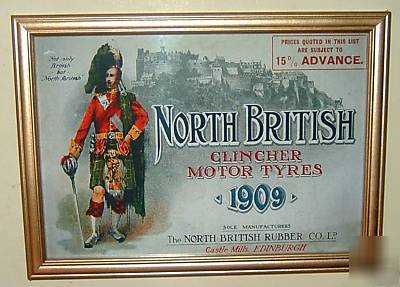 Not only
British
but -
"North British"
PRICES QUOTED IN THIS LIST
ARE SUBJECT TO
15% ADVANCE.
NORTH BRITISH
CLINCHER
MOTOR TYRES
1909
SOLE MANUFACTURERS
The NORTH BRITISH RUBBER CO. LD
Castle Mills, EDINBURGH